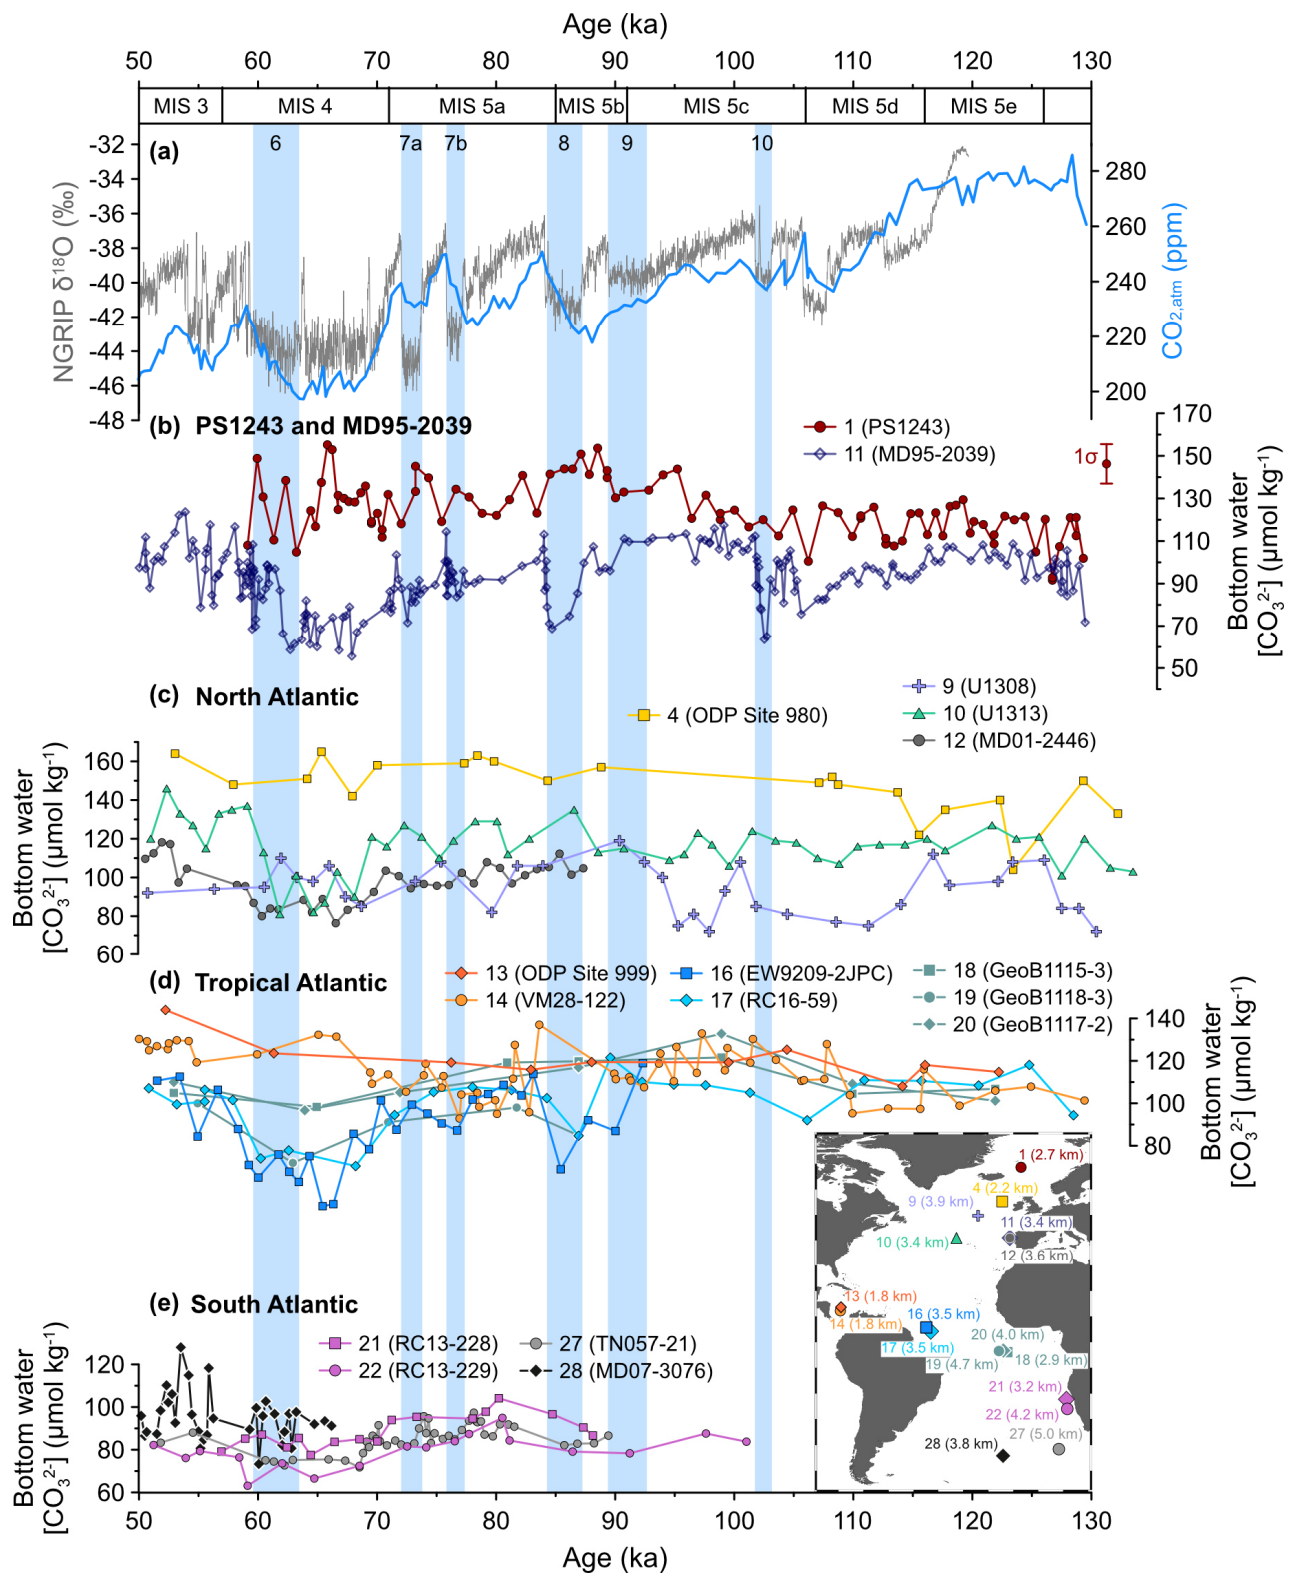 Age (ka)
50 60 70 80 90 100 110 120 130
MIS 3 MIS 4 MIS 5a MIS 5b MIS 5c MIS 5d MIS 5e
(a) 6 7a 7b 8 9 10
NGRIP δ¹⁸O (‰)
-32
-34
-36
-38
-40
-42
-44
-46
-48
280
260
240
220
200
CO₂,atm (ppm)
(b) PS1243 and MD95-2039
1 (PS1243)
11 (MD95-2039)
1σ
170
150
130
110
90
70
50
Bottom water
[CO₃²⁻] (µmol kg⁻¹)
(c) North Atlantic
4 (ODP Site 980)
9 (U1308)
10 (U1313)
12 (MD01-2446)
160
140
120
100
80
60
Bottom water
[CO₃²⁻] (µmol kg⁻¹)
(d) Tropical Atlantic
13 (ODP Site 999) 16 (EW9209-2JPC) 18 (GeoB1115-3)
14 (VM28-122) 17 (RC16-59) 19 (GeoB1118-3)
20 (GeoB1117-2)
140
120
100
80
Bottom water
[CO₃²⁻] (µmol kg⁻¹)
1 (2.7 km)
4 (2.2 km)
9 (3.9 km)
11 (3.4 km)
10 (3.4 km)
12 (3.6 km)
13 (1.8 km)
16 (3.5 km)
14 (1.8 km)
20 (4.0 km)
17 (3.5 km)
18 (2.9 km)
19 (4.7 km)
21 (3.2 km)
22 (4.2 km)
27 (5.0 km)
28 (3.8 km)
(e) South Atlantic
21 (RC13-228) 27 (TN057-21)
22 (RC13-229) 28 (MD07-3076)
120
100
80
60
Bottom water
[CO₃²⁻] (µmol kg⁻¹)
50 60 70 80 90 100 110 120 130
Age (ka)